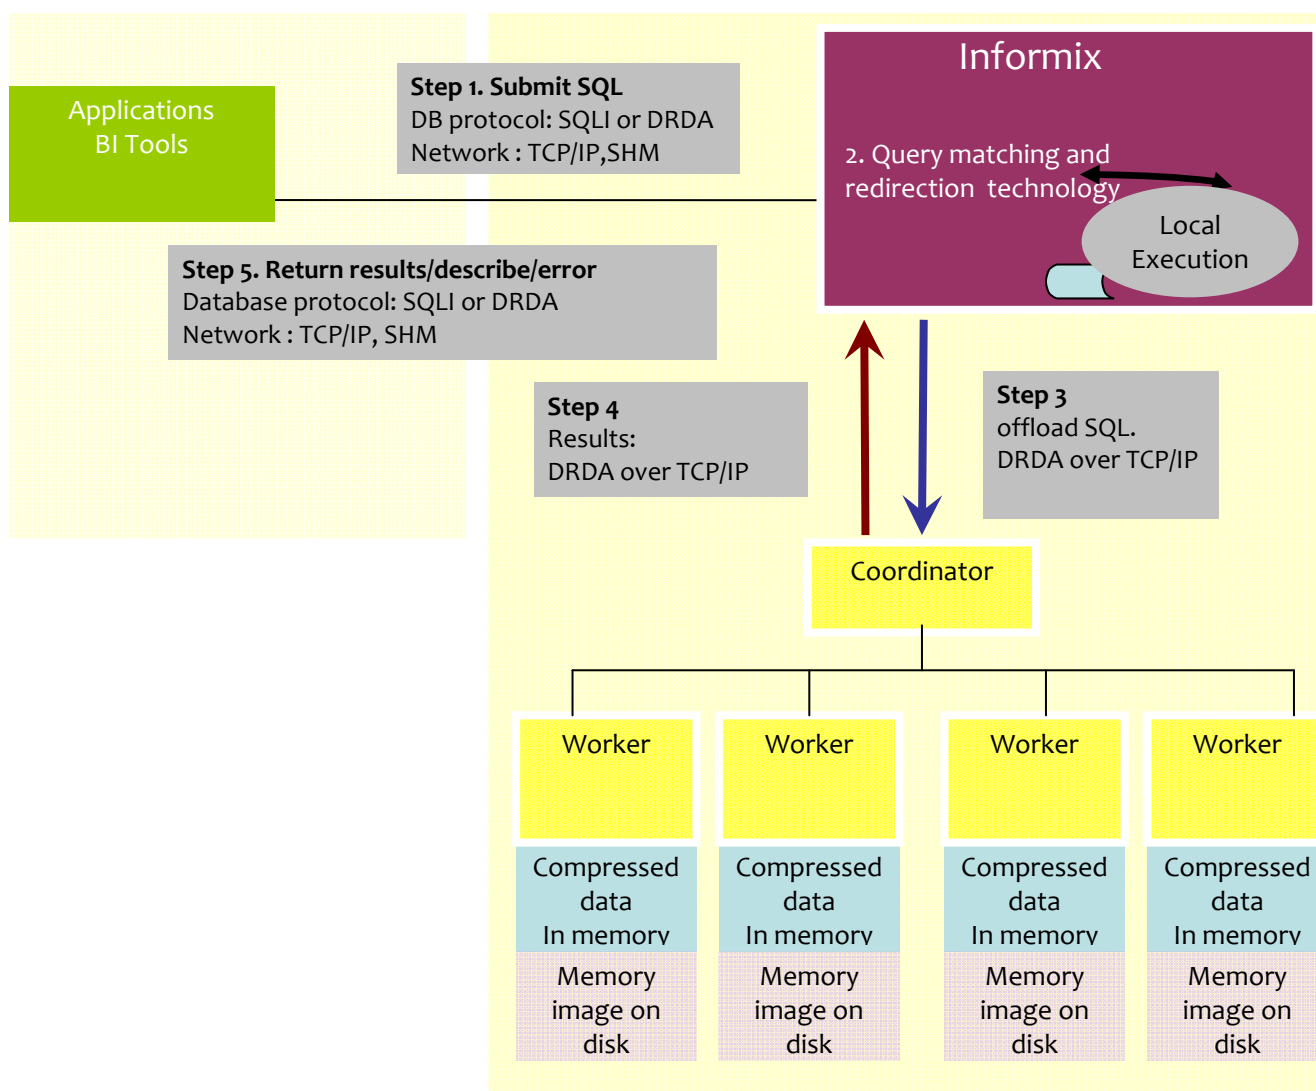 Informix
Applications
BI Tools
Step 1. Submit SQL
DB protocol: SQLI or DRDA
Network : TCP/IP,SHM
2. Query matching and
redirection technology
Local
Execution
Step 5. Return results/describe/error
Database protocol: SQLI or DRDA
Network : TCP/IP, SHM
Step 4
Results:
DRDA over TCP/IP
Step 3
offload SQL.
DRDA over TCP/IP
Coordinator
Worker
Worker
Worker
Worker
Compressed
data
In memory
Compressed
data
In memory
Compressed
data
In memory
Compressed
data
In memory
Memory
image on
disk
Memory
image on
disk
Memory
image on
disk
Memory
image on
disk